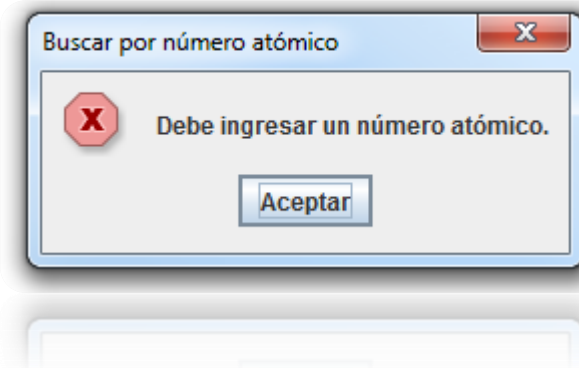 Buscar por número atómico
Debe ingresar un número atómico.
Aceptar